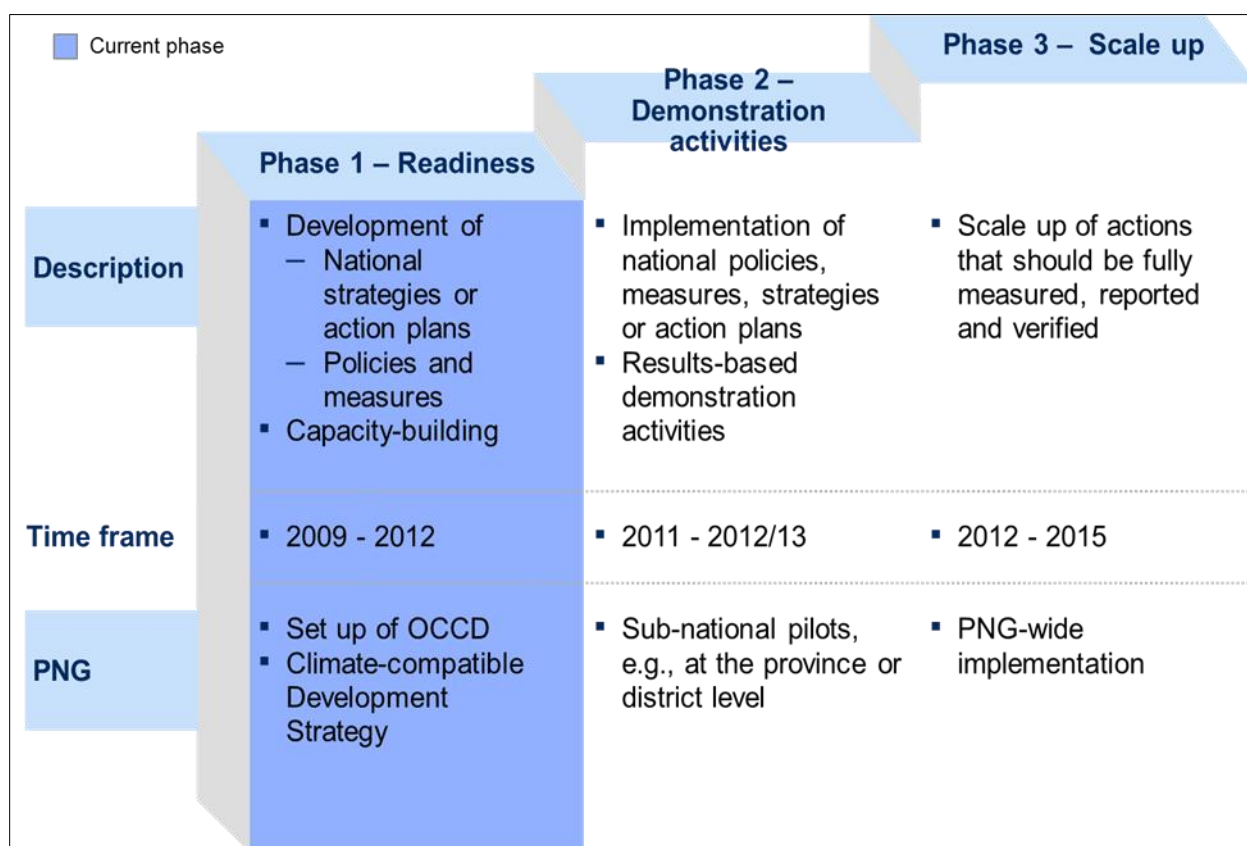 Current phase
Phase 3 – Scale up
Phase 2 –
Demonstration
activities
Phase 1 – Readiness
Description
▪ Development of
– National
strategies or
action plans
– Policies and
measures
▪ Capacity-building
▪ Implementation of
national policies,
measures, strategies
or action plans
▪ Results-based
demonstration
activities
▪ Scale up of actions
that should be fully
measured, reported
and verified
Time frame
▪ 2009 - 2012
▪ 2011 - 2012/13
▪ 2012 - 2015
PNG
▪ Set up of OCCD
▪ Climate-compatible
Development
Strategy
▪ Sub-national pilots,
e.g., at the province or
district level
▪ PNG-wide
implementation